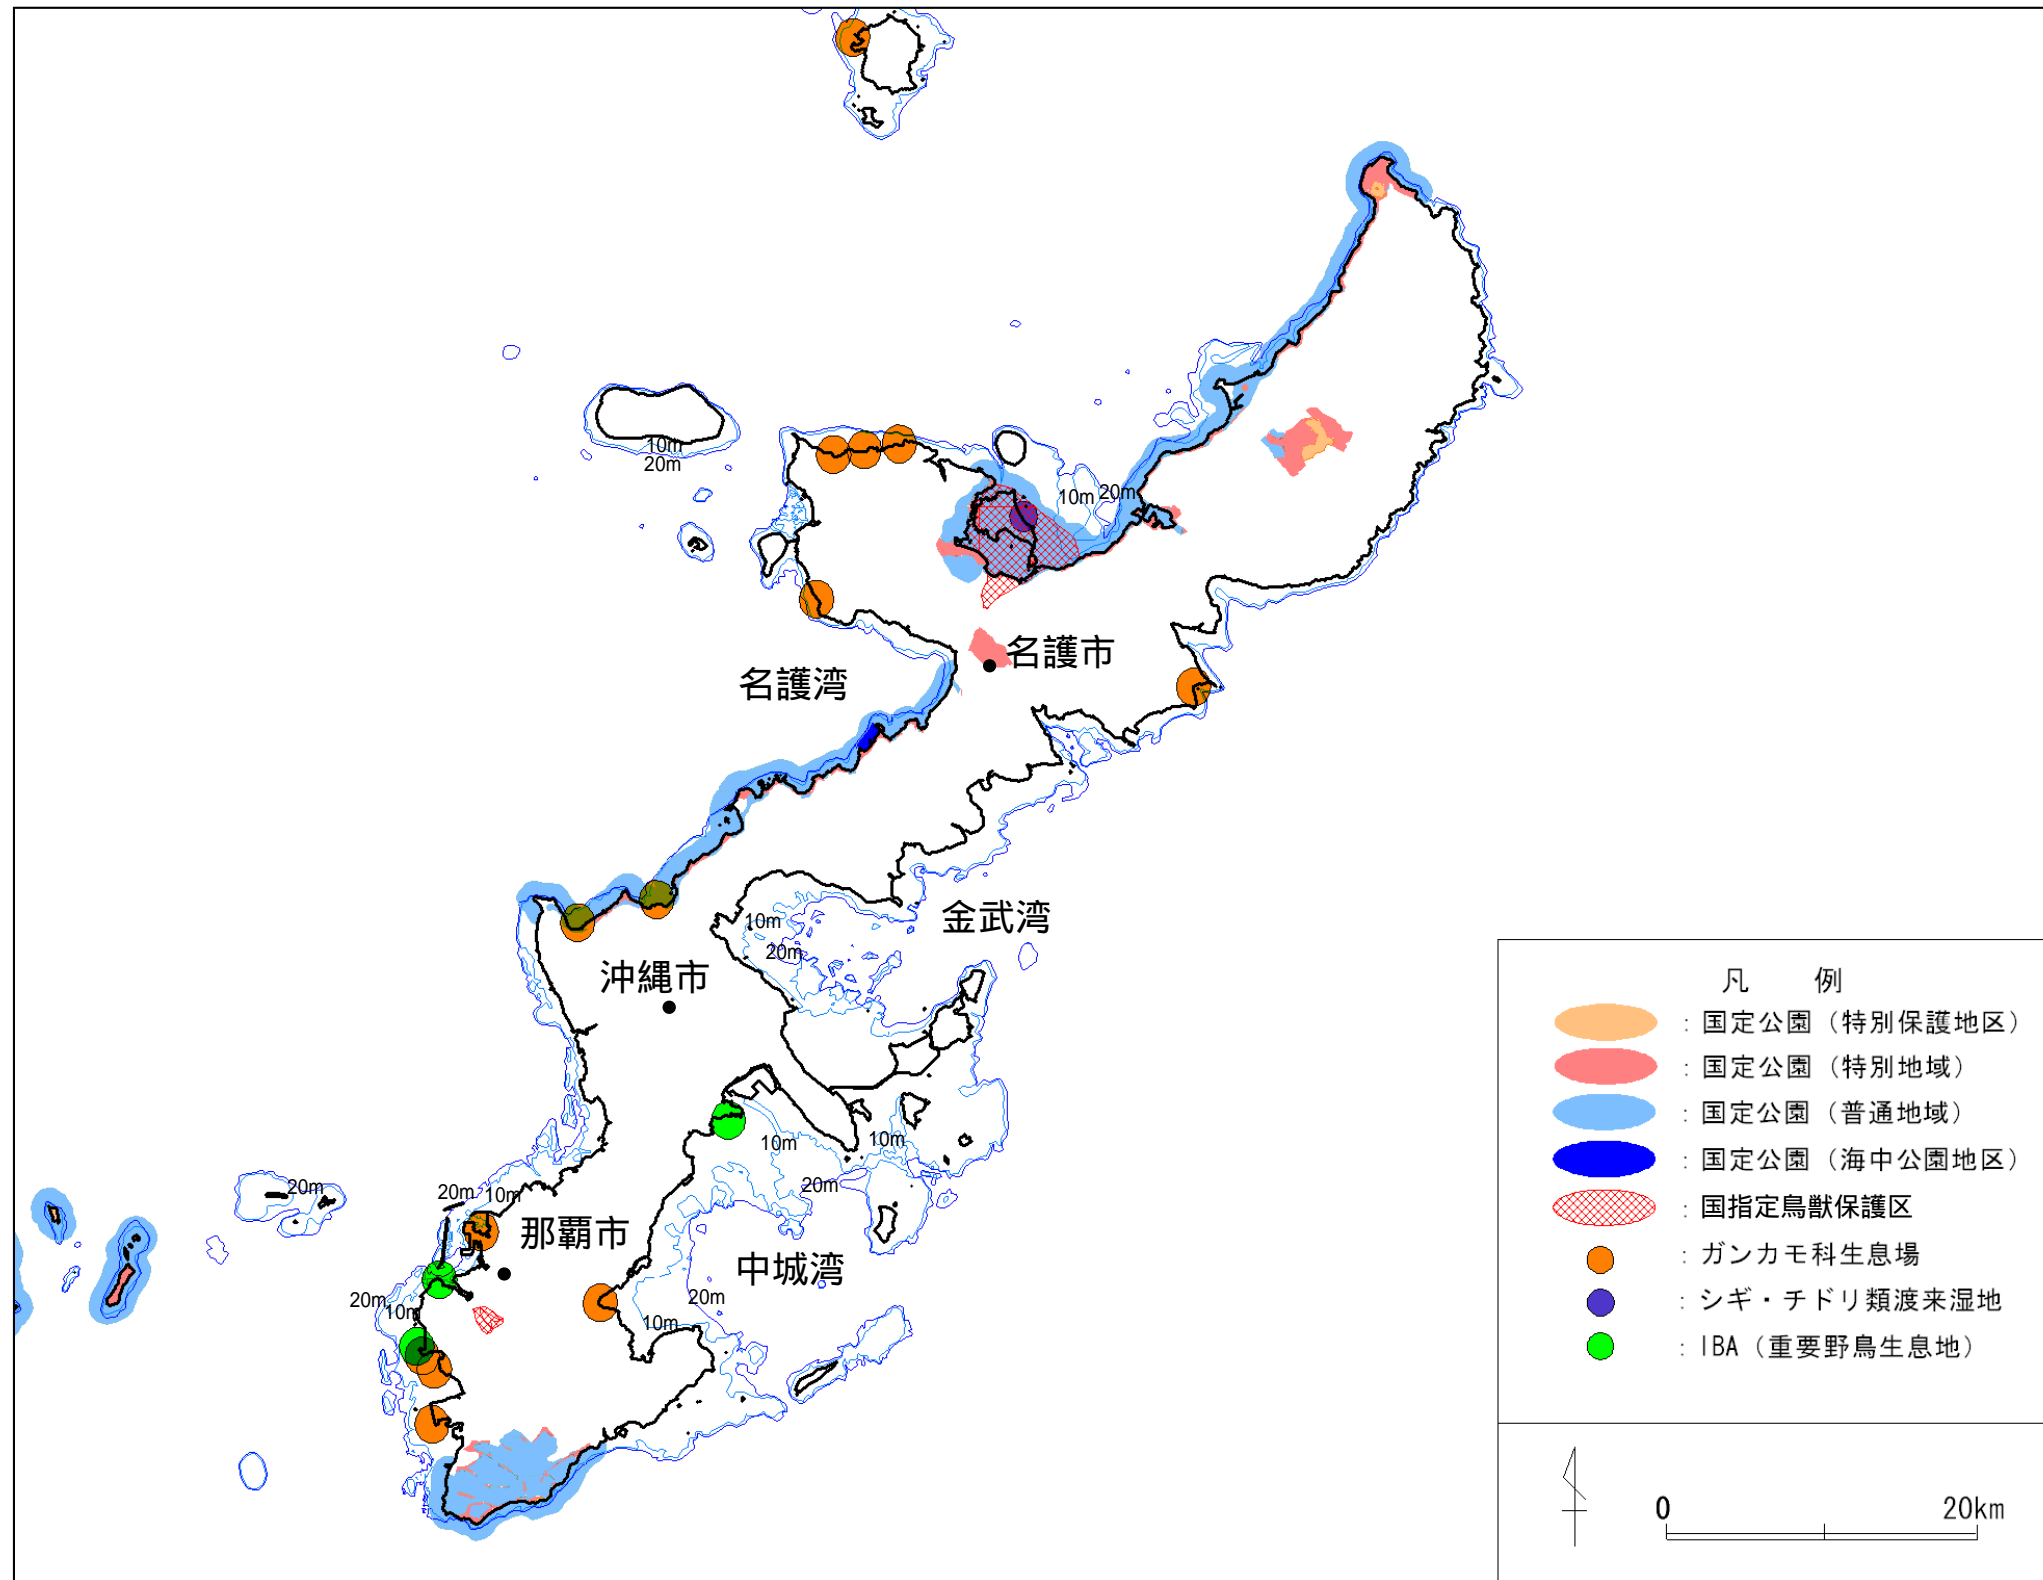 10m
20m
10m
20m
名護市
名護湾
10m
金武湾
20m
沖縄市
10m
10m
20m
20m
20m
10m
那覇市
中城湾
20m
20m
10m
10m
凡 例
：国定公園（特別保護地区）
：国定公園（特別地域）
：国定公園（普通地域）
：国定公園（海中公園地区）
：国指定鳥獣保護区
：ガンカモ科生息場
：シギ・チドリ類渡来湿地
：IBA（重要野鳥生息地）
0 20km